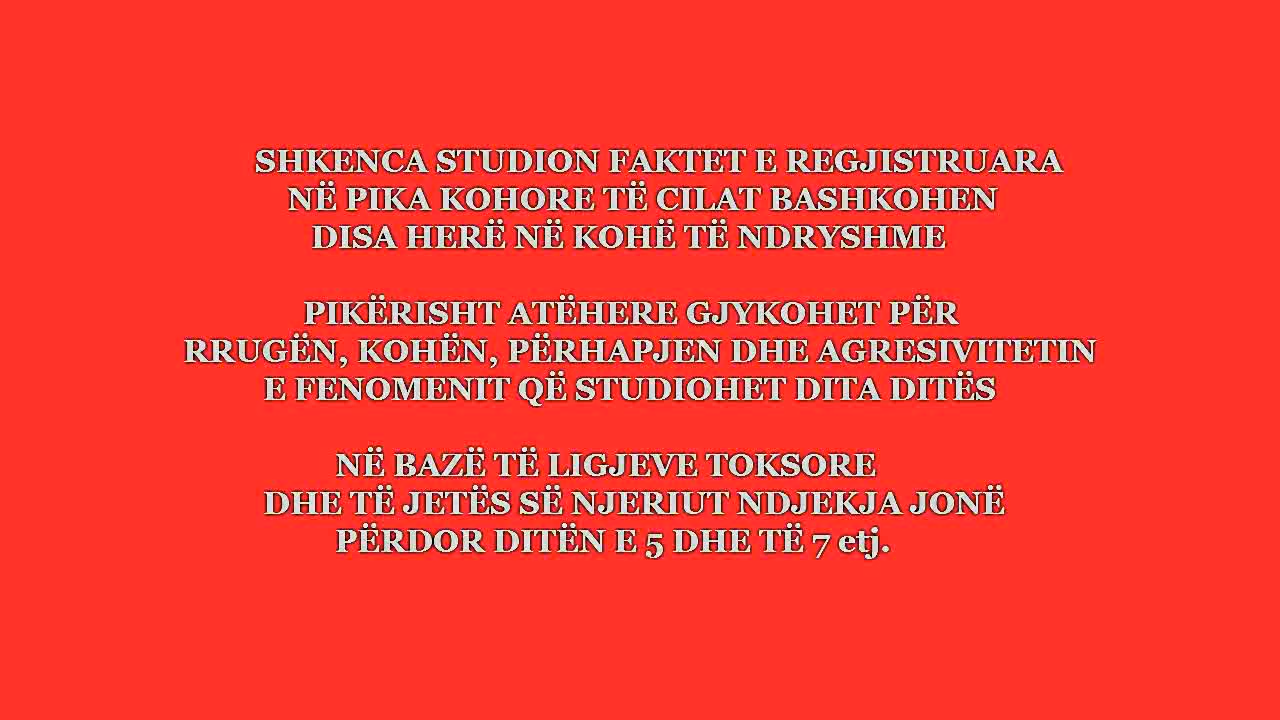 SHKENCA STUDION FAKTET E REGJISTRUARA
NË PIKA KOHORE TË CILAT BASHKOHEN
DISA HERË NË KOHË TË NDRYSHME
PIKËRISHT ATËHERE GJYKOHET PËR
RRUGËN, KOHËN, PËRHAPJEN DHE AGRESIVITETIN
E FENOMENIT QË STUDIOHET DITA DITËS
NË BAZË TË LIGJEVE TOKSORE
DHE TË JETËS SË NJERIUT NDJEKJA JONË
PËRDOR DITËN E 5 DHE TË 7 etj.